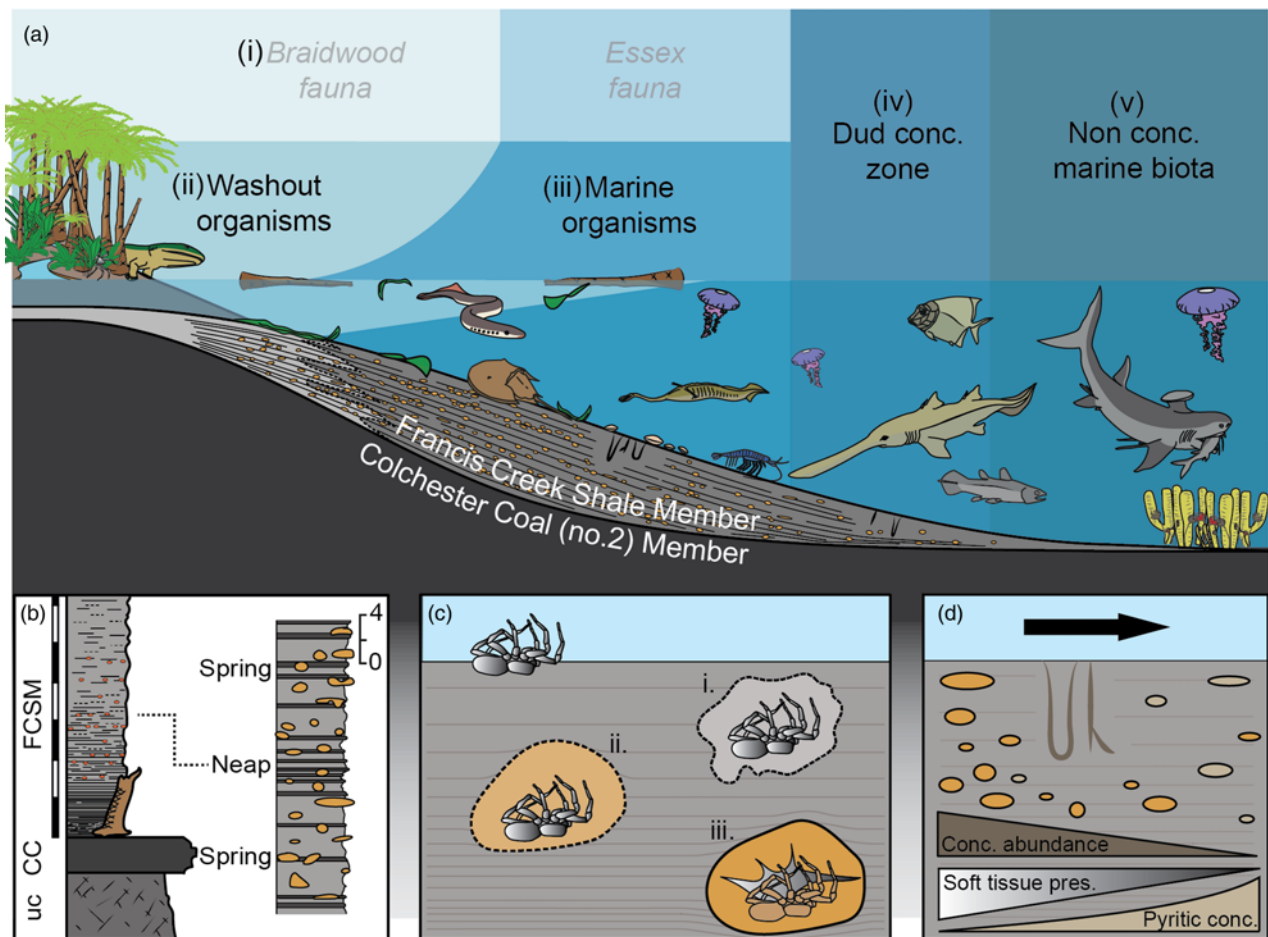 (a)
(i) Braidwood
fauna
Essex
fauna
(iv)
Dud conc.
zone
(v)
Non conc.
marine biota
(ii) Washout
organisms
(iii) Marine
organisms
Francis Creek Shale Member
Colchester Coal (no.2) Member
(b)
FCSM
CC
uc
Spring
Neap
Spring
4
0
(c)
i.
ii.
iii.
(d)
Conc. abundance
Soft tissue pres.
Pyritic conc.